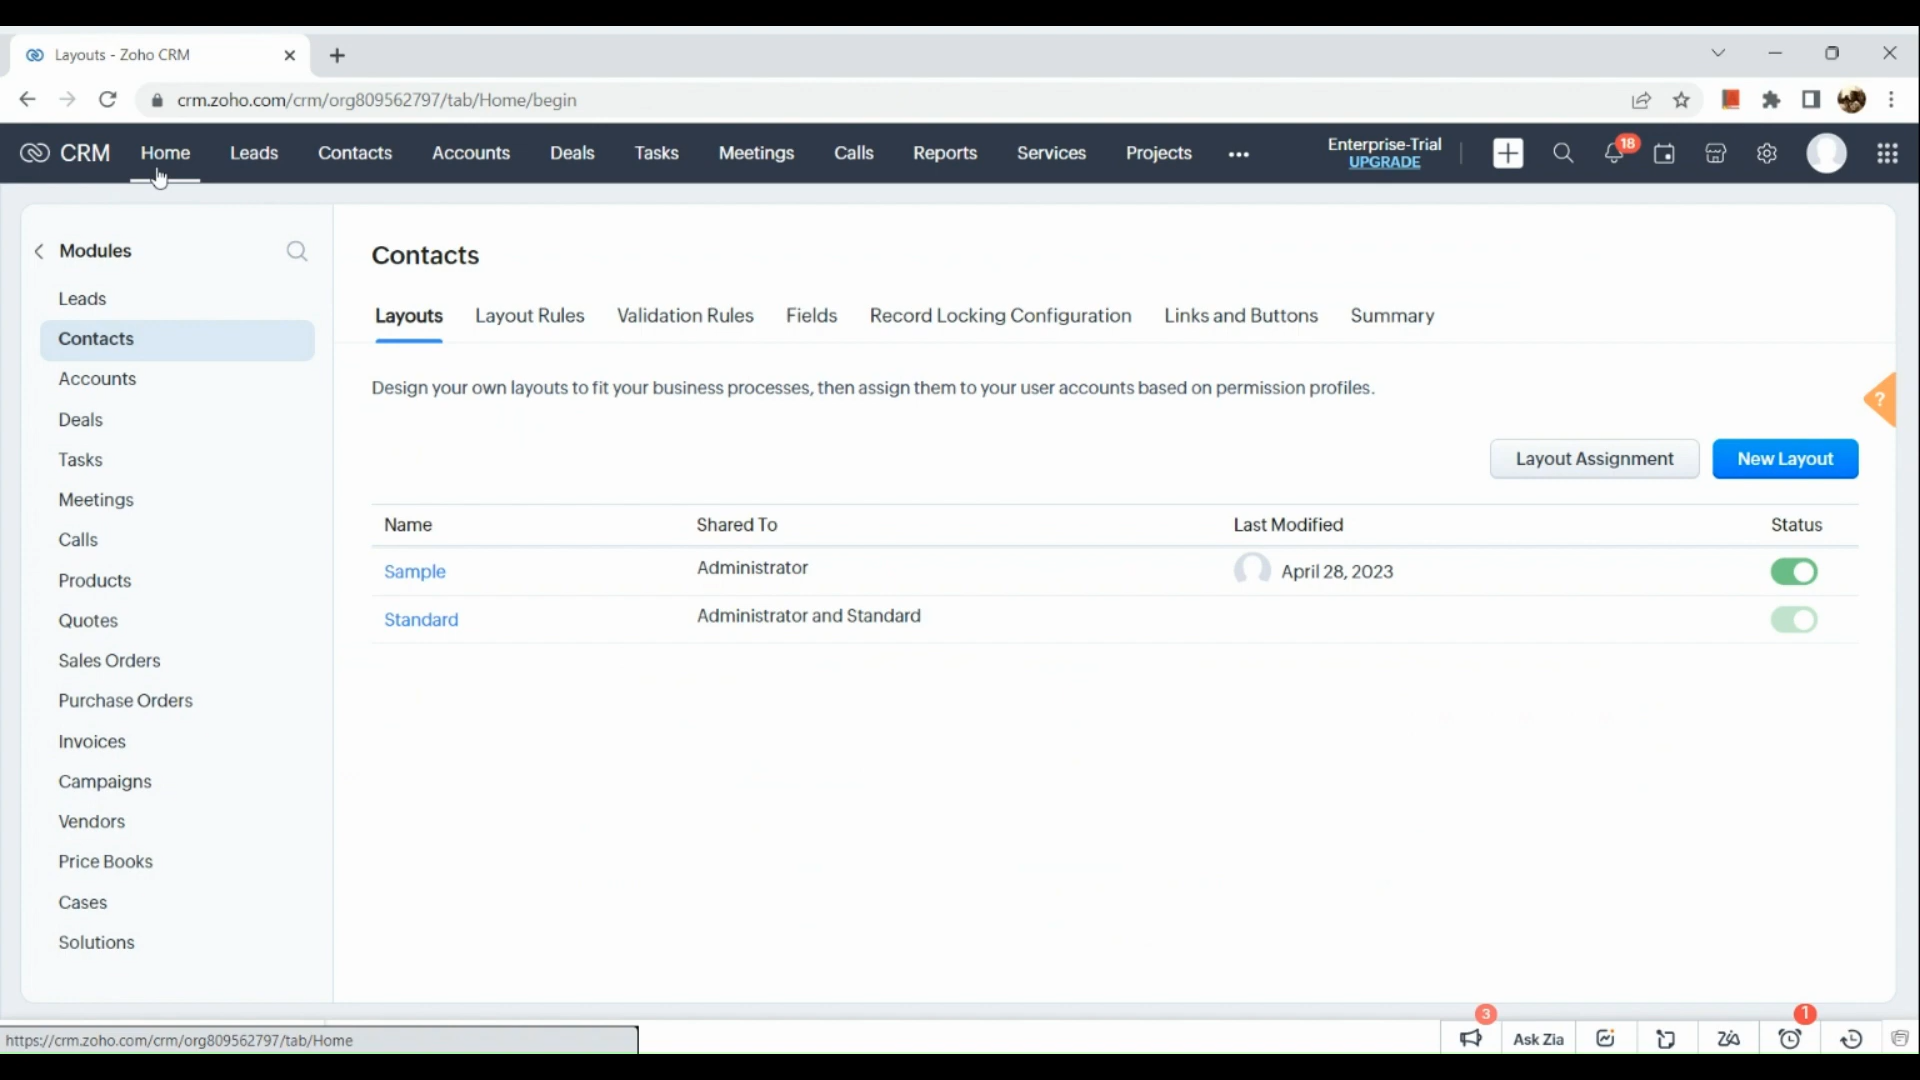 Layouts - Zoho CRM
crm.zoho.com/crm/org809562797/tab/Home/begin
CRM Home Leads Contacts Accounts Deals Tasks Meetings Calls Reports Services Projects ••• Enterprise-Trial
UPGRADE
18
Modules
Leads
Contacts
Accounts
Deals
Tasks
Meetings
Calls
Products
Quotes
Sales Orders
Purchase Orders
Invoices
Campaigns
Vendors
Price Books
Cases
Solutions
Contacts
Layouts Layout Rules Validation Rules Fields Record Locking Configuration Links and Buttons Summary
Design your own layouts to fit your business processes, then assign them to your user accounts based on permission profiles.
?
Layout Assignment New Layout
Name Shared To Last Modified Status
Sample Administrator April 28, 2023
Standard Administrator and Standard
https://crm.zoho.com/crm/org809562797/tab/Home
3 Ask Zia 1